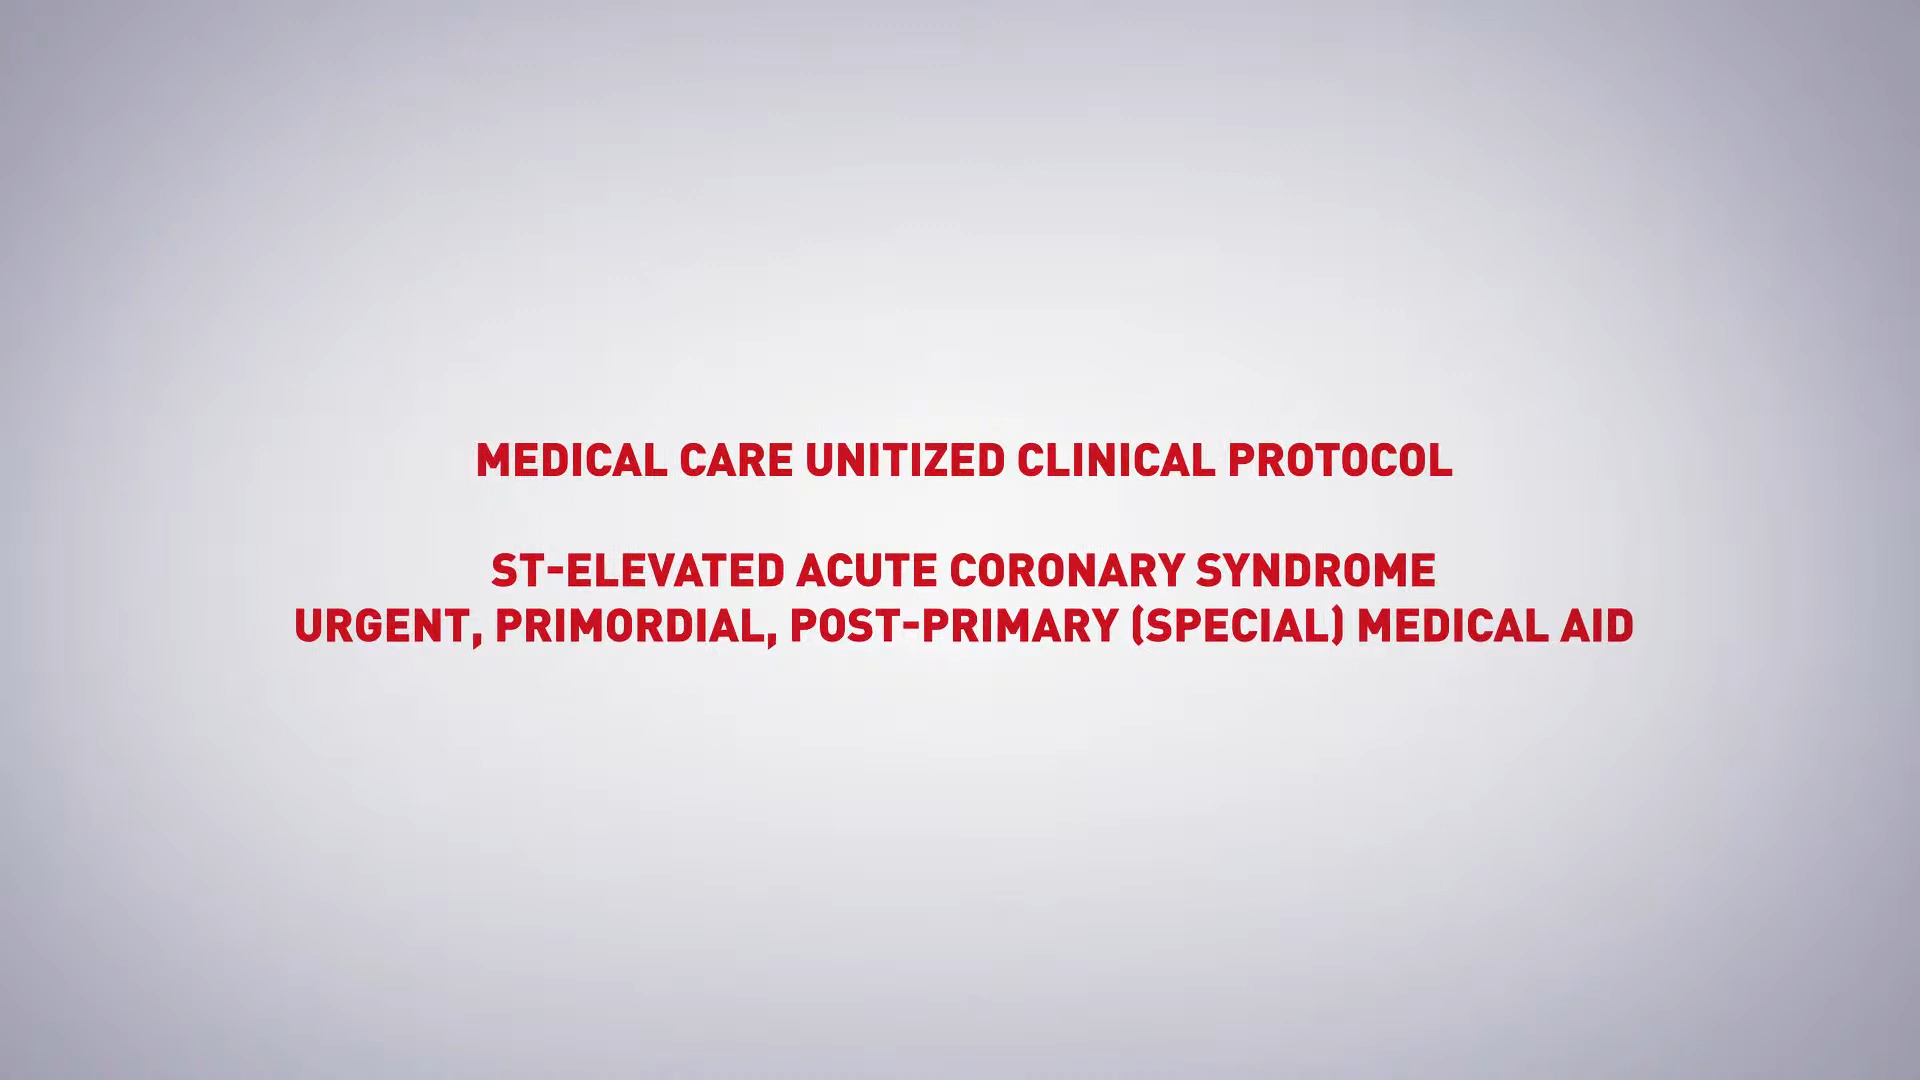 MEDICAL CARE UNITIZED CLINICAL PROTOCOL
ST-ELEVATED ACUTE CORONARY SYNDROME
URGENT, PRIMORDIAL, POST-PRIMARY (SPECIAL) MEDICAL AID